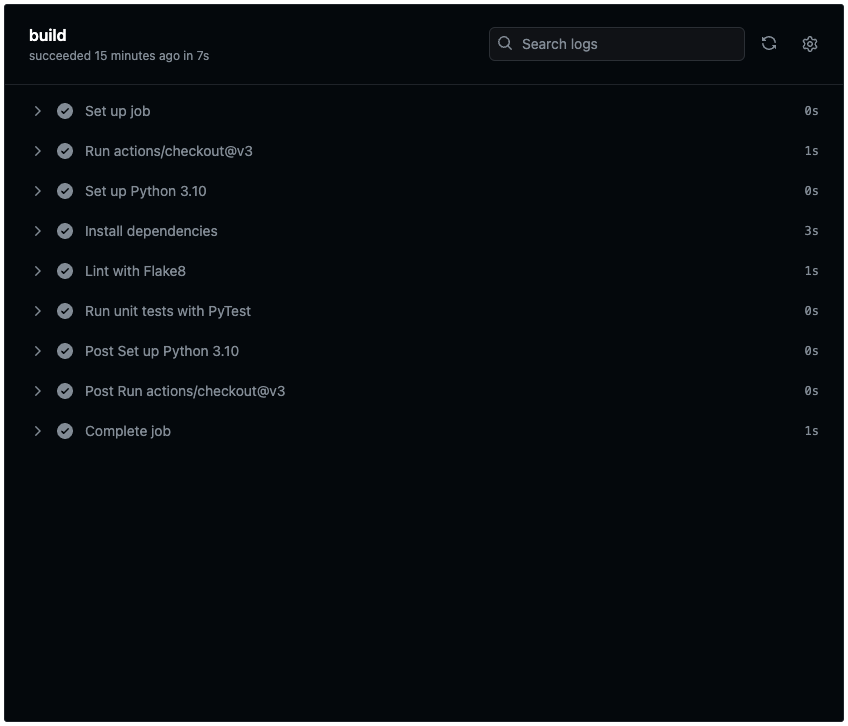 build
succeeded 15 minutes ago in 7s
Search logs
Set up job 0s
Run actions/checkout@v3 1s
Set up Python 3.10 0s
Install dependencies 3s
Lint with Flake8 1s
Run unit tests with PyTest 0s
Post Set up Python 3.10 0s
Post Run actions/checkout@v3 0s
Complete job 1s